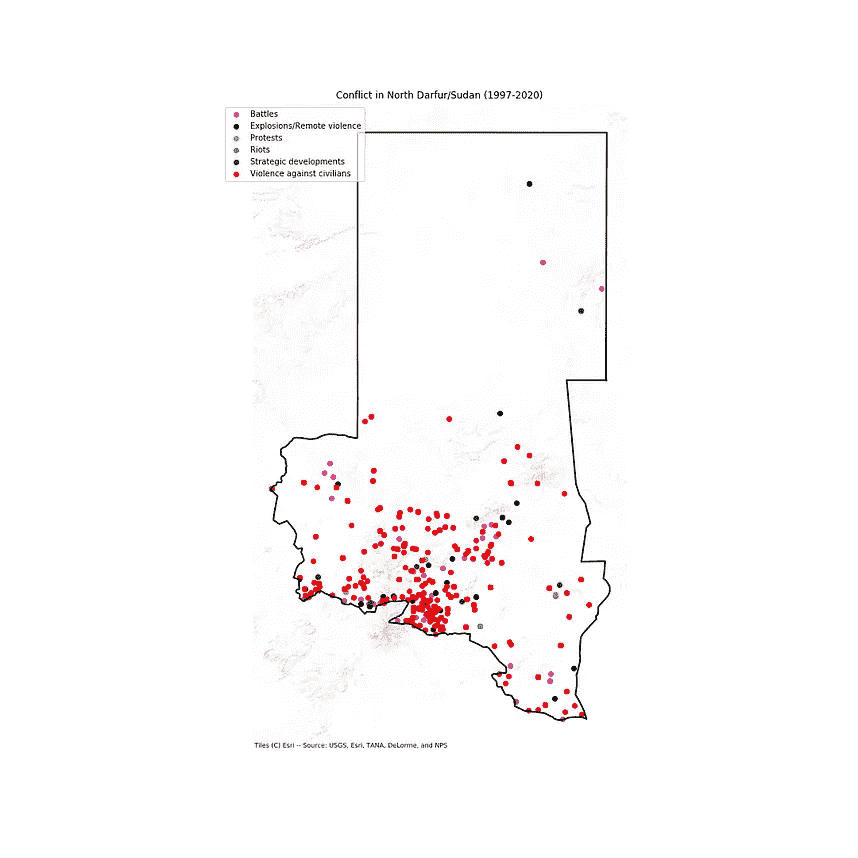 Conflict in North Darfur/Sudan (1997-2020)
Battles
Explosions/Remote violence
Protests
Riots
Strategic developments
Violence against civilians
Tiles (C) Esri -- Source: USGS, Esri, TANA, DeLorme, and NPS